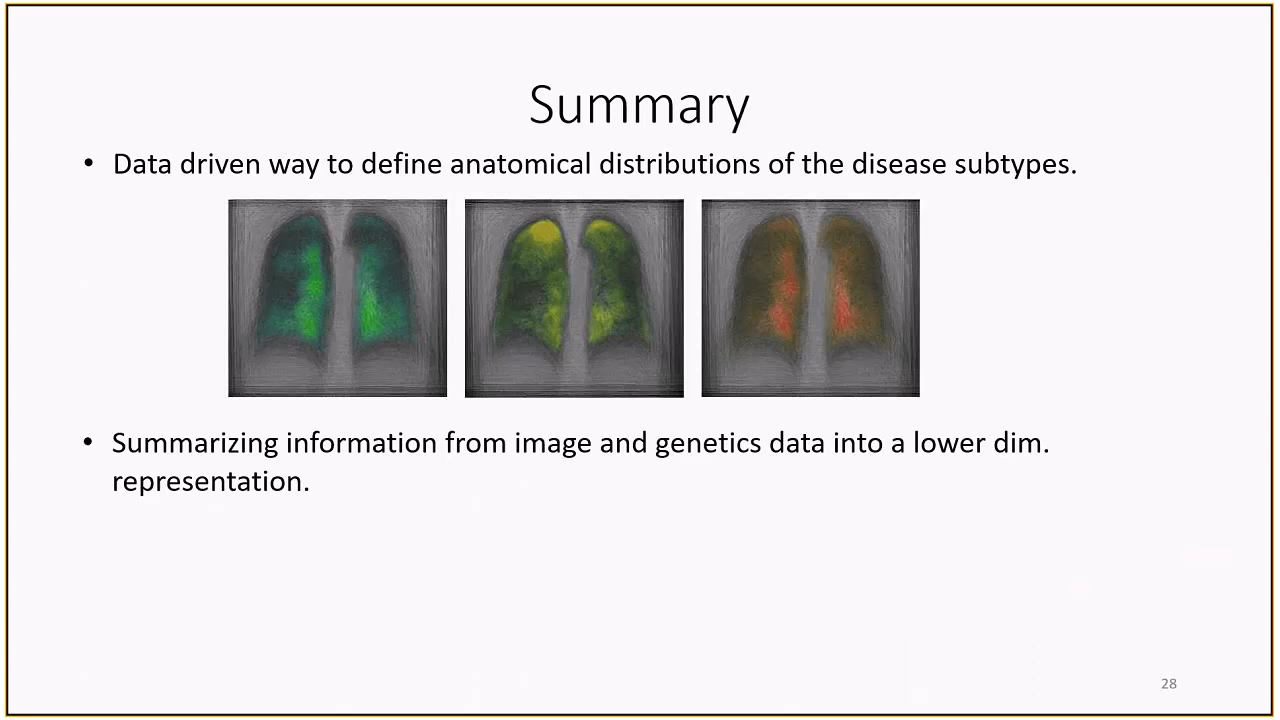 Summary
• Data driven way to define anatomical distributions of the disease subtypes.
• Summarizing information from image and genetics data into a lower dim.
representation.
28